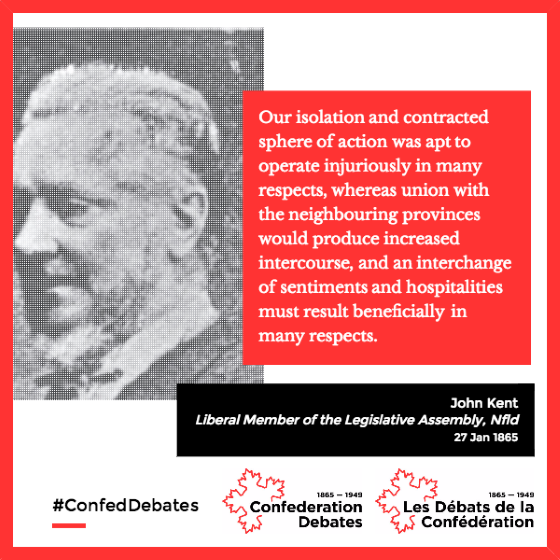 Our isolation and contracted
sphere of action was apt to
operate injuriously in many
respects, whereas union with
the neighbouring provinces
would produce increased
intercourse, and an interchange
of sentiments and hospitalities
must result beneficially in
many respects.
John Kent
Liberal Member of the Legislative Assembly, Nfld
27 Jan 1865
#ConfedDebates
1865 — 1949
Confederation
Debates
1865 — 1949
Les Débats de la
Confédération